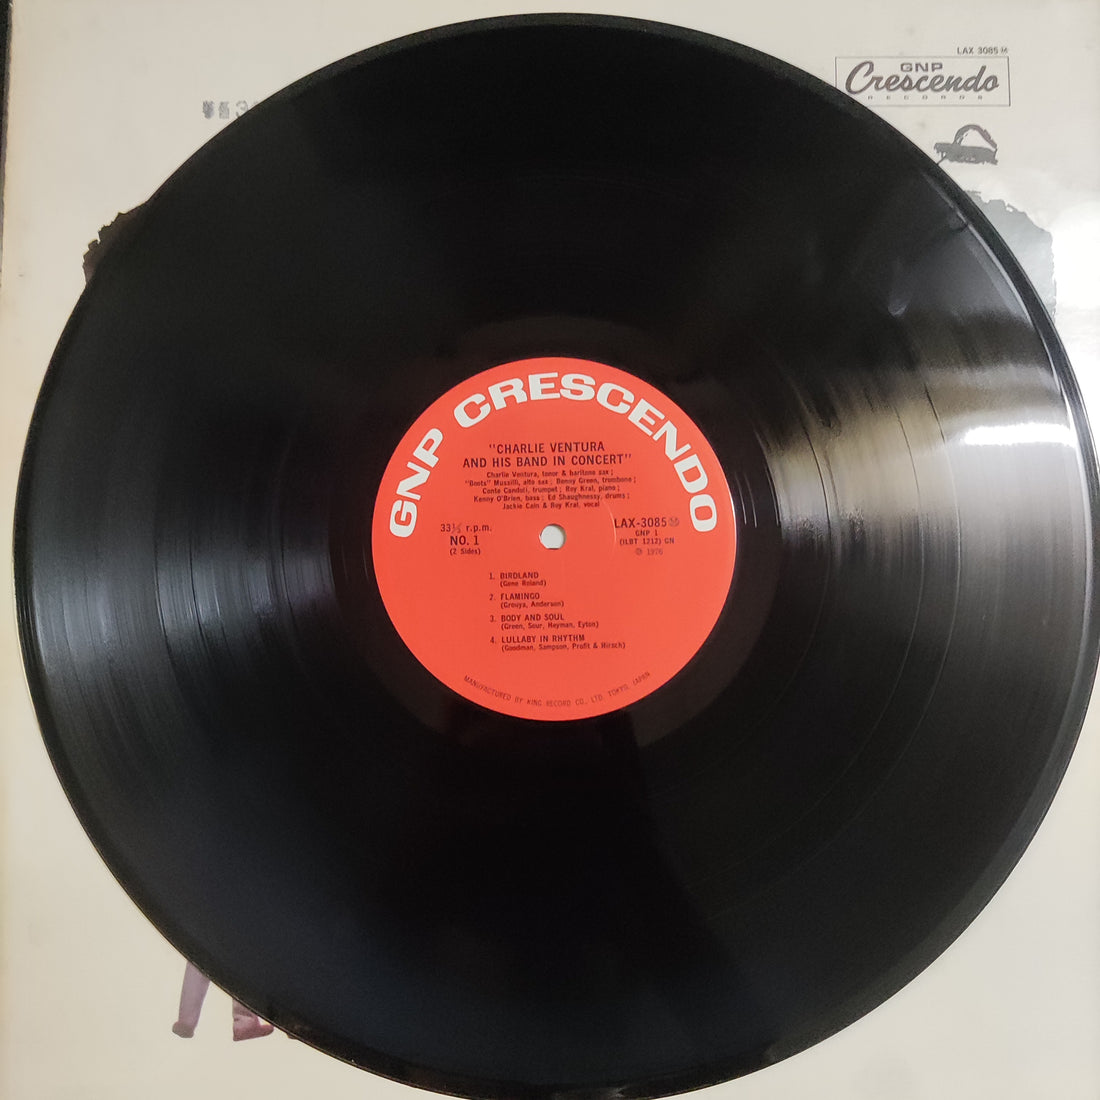 LAX 3085 M
GNP
Crescendo
RECORDS
GNP CRESCENDO
"CHARLIE VENTURA
AND HIS BAND IN CONCERT"
Charlie Ventura, tenor & baritone sax ;
"Boots" Mussilli, alto sax ; Benny Green, trombone ;
Conte Candoli, trumpet ; Roy Kral, piano ;
Kenny O'Brien, bass ; Ed Shaughnessy, drums ;
Jackie Cain & Roy Kral, vocal
33⅓ r.p.m.
NO. 1
(2 Sides)
LAX-3085 M
GNP 1
(ILBT 1212) GN
Ⓟ 1976
1. BIRDLAND
(Gene Roland)
2. FLAMINGO
(Grouya, Anderson)
3. BODY AND SOUL
(Green, Sour, Heyman, Eyton)
4. LULLABY IN RHYTHM
(Goodman, Sampson, Profit & Hirsch)
MANUFACTURED BY KING RECORD CO., LTD. TOKYO, JAPAN